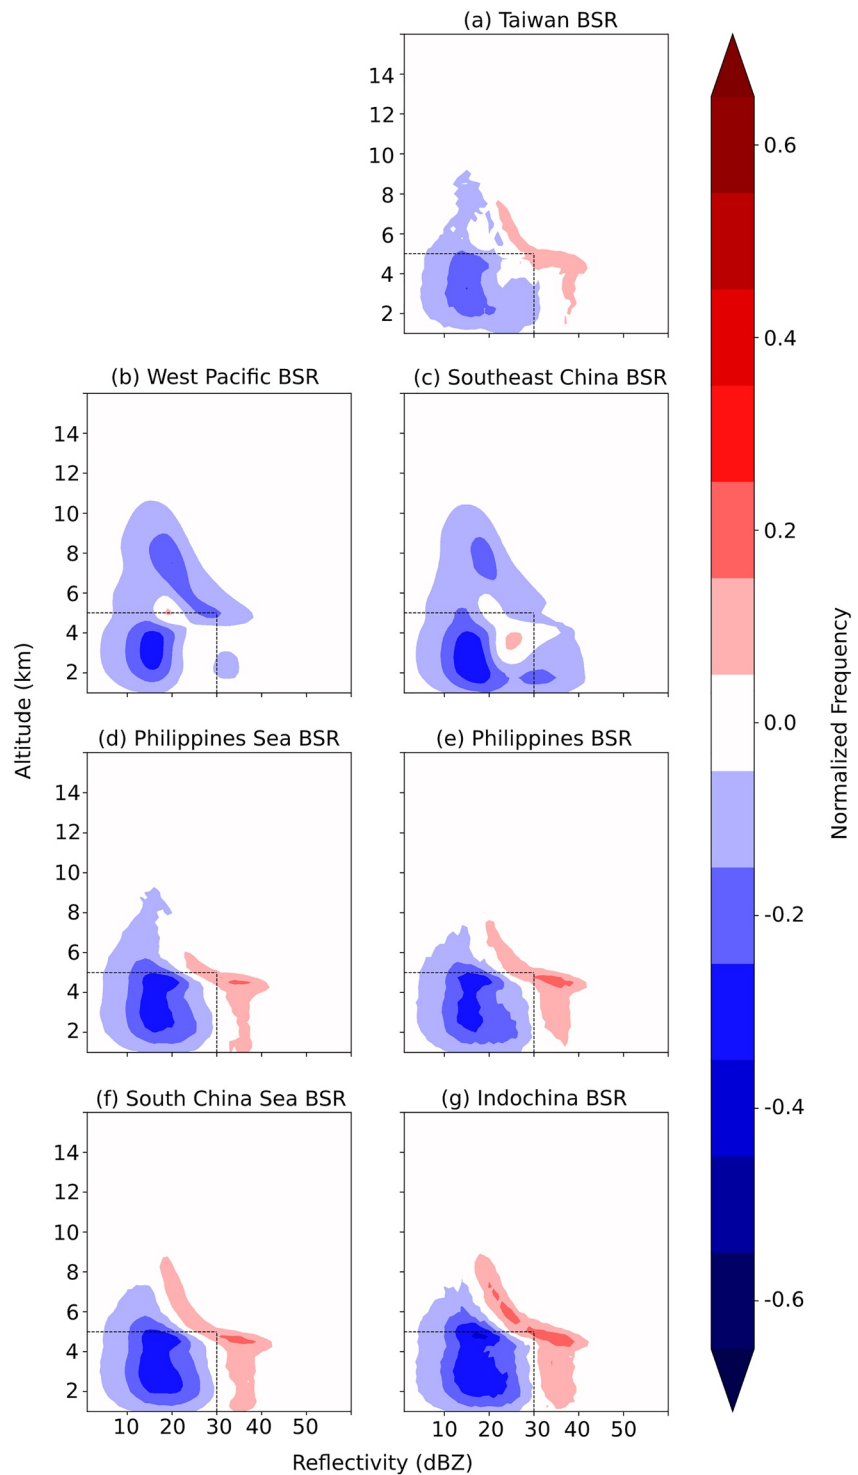 (a) Taiwan BSR
14
12
10
8
6
4
2
(b) West Pacific BSR
(c) Southeast China BSR
14
12
10
8
6
4
2
(d) Philippines Sea BSR
(e) Philippines BSR
14
12
10
8
6
4
2
(f) South China Sea BSR
(g) Indochina BSR
14
12
10
8
6
4
2
10 20 30 40 50
10 20 30 40 50
Altitude (km)
Reflectivity (dBZ)
0.6
0.4
0.2
0.0
-0.2
-0.4
-0.6
Normalized Frequency